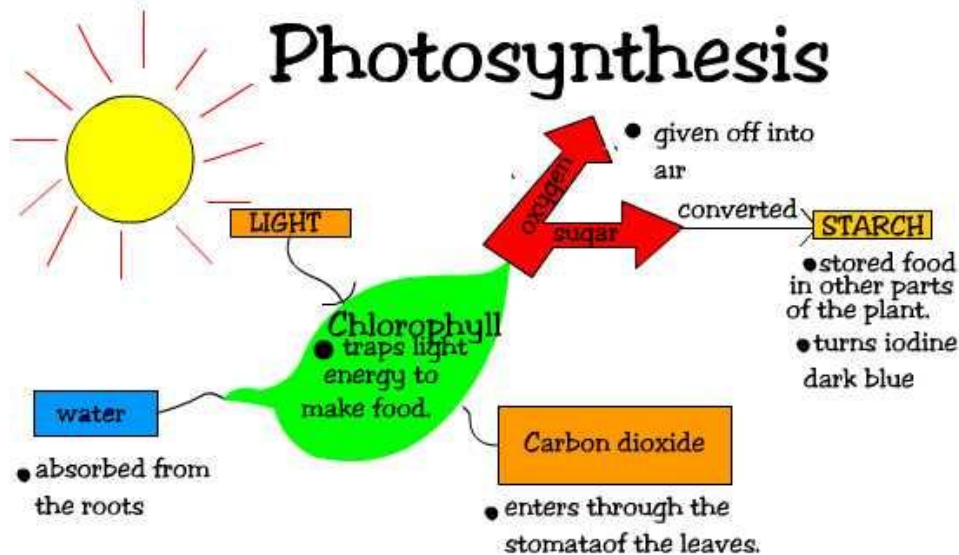 Photosynthesis
oxygen
● given off into
air
LIGHT
sugar
converted
STARCH
●stored food
in other parts
of the plant.
●turns iodine
dark blue
Chlorophyll
● traps light
energy to
make food.
water
● absorbed from
the roots
Carbon dioxide
● enters through the
stomataof the leaves.